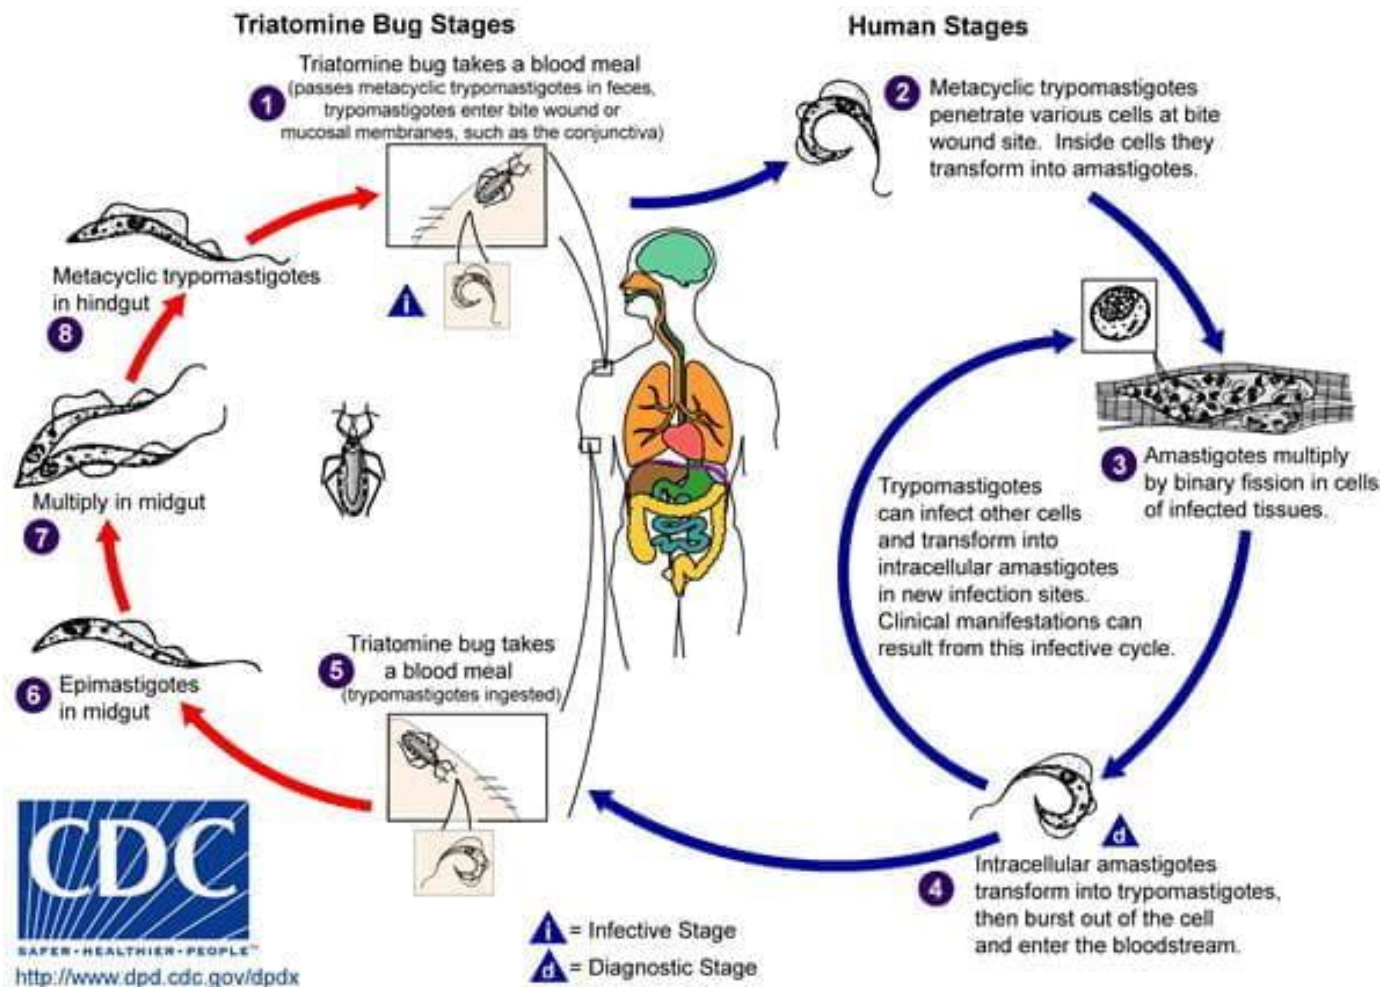 Triatomine Bug Stages
Human Stages
Triatomine bug takes a blood meal
1
(passes metacyclic trypomastigotes in feces,
trypomastigotes enter bite wound or
mucosal membranes, such as the conjunctiva)
i
2
Metacyclic trypomastigotes
penetrate various cells at bite
wound site. Inside cells they
transform into amastigotes.
3
Amastigotes multiply
by binary fission in cells
of infected tissues.
Trypomastigotes
can infect other cells
and transform into
intracellular amastigotes
in new infection sites.
Clinical manifestations can
result from this infective cycle.
d
4
Intracellular amastigotes
transform into trypomastigotes,
then burst out of the cell
and enter the bloodstream.
5
Triatomine bug takes
a blood meal
(trypomastigotes ingested)
6
Epimastigotes
in midgut
Multiply in midgut
7
Metacyclic trypomastigotes
in hindgut
8
i = Infective Stage
d = Diagnostic Stage
CDC
SAFER•HEALTHIER•PEOPLE™
http://www.dpd.cdc.gov/dpdx